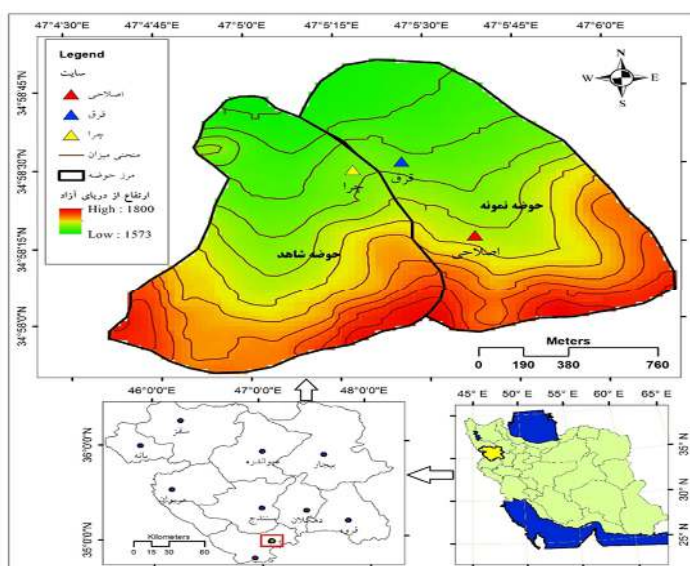 47°4'30"E 47°5'0"E 47°5'15"E 47°5'30"E 47°5'45"E 47°6'0"E
Legend
سایت
اصلاحی
قرق
چرا
منحنی میزان
مرز حوضه
ارتفاع از دریای آزاد
High : 1800
Low : 1573
34°58'45"N
34°58'30"N
34°58'15"N
34°58'0"N
N
W E
S
چرا
قرق
حوضه نمونه
اصلاحی
حوضه شاهد
Meters
0 190 380 760
46°0'0"E 47°0'0"E 48°0'0"E
36°0'0"N
35°0'0"N
سقز
بانه
دیواندره
بیجار
مریوان
سنندج
دهگلان
قروه
Kilometers
0 15 30 60
45° E 50°E 55°E 60°E 65° E
35°N
30°N
25°N